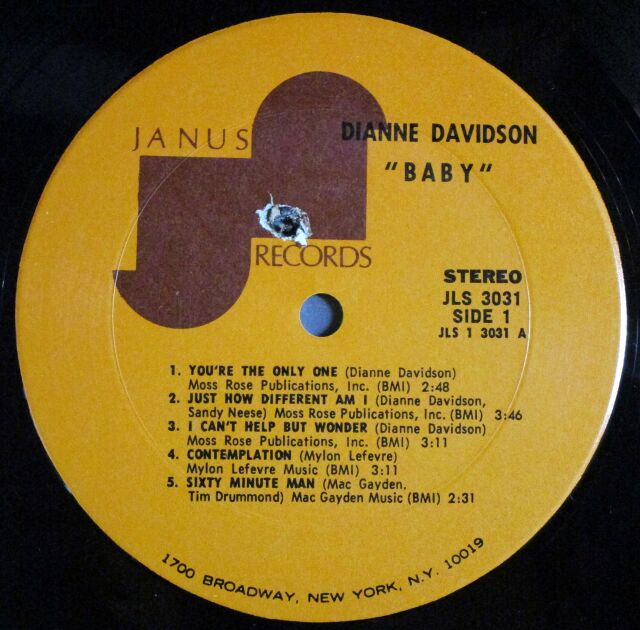 JANUS
RECORDS
DIANNE DAVIDSON
"BABY"
STEREO
JLS 3031
SIDE 1
JLS 1 3031 A
1. YOU'RE THE ONLY ONE (Dianne Davidson)
Moss Rose Publications, Inc. (BMI) 2:48
2. JUST HOW DIFFERENT AM I (Dianne Davidson,
Sandy Neese) Moss Rose Publications, Inc. (BMI) 3:46
3. I CAN'T HELP BUT WONDER (Dianne Davidson)
Moss Rose Publications, Inc. (BMI) 3:11
4. CONTEMPLATION (Mylon Lefevre)
Mylon Lefevre Music (BMI) 3:11
5. SIXTY MINUTE MAN (Mac Gayden,
Tim Drummond) Mac Gayden Music (BMI) 2:31
1700 BROADWAY, NEW YORK, N.Y. 10019